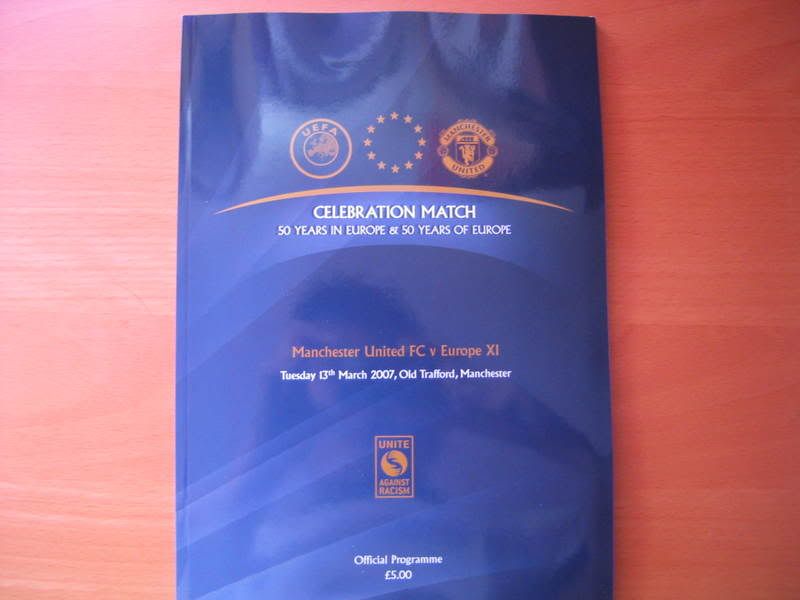 UEFA
MANCHESTER
UNITED
CELEBRATION MATCH
50 YEARS IN EUROPE & 50 YEARS OF EUROPE
Manchester United FC v Europe XI
Tuesday 13th March 2007, Old Trafford, Manchester
UNITE
AGAINST
RACISM
Official Programme
£5.00